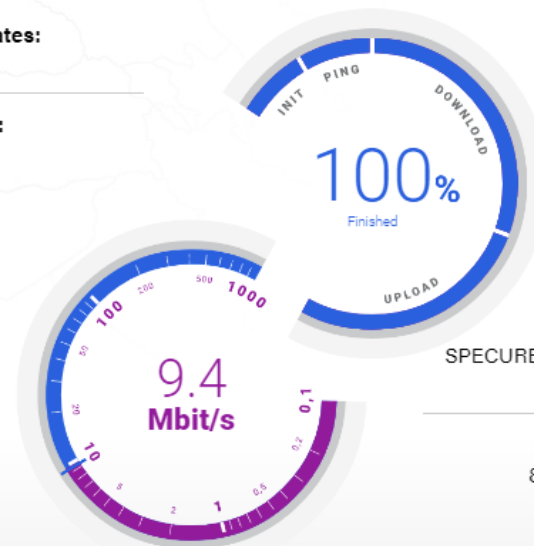 ates:
:
INIT
PING
DOWNLOAD
100%
Finished
UPLOAD
SPECURE
8
1000
500
200
100
50
20
10
5
2
1
0,5
0,2
0,1
9.4
Mbit/s